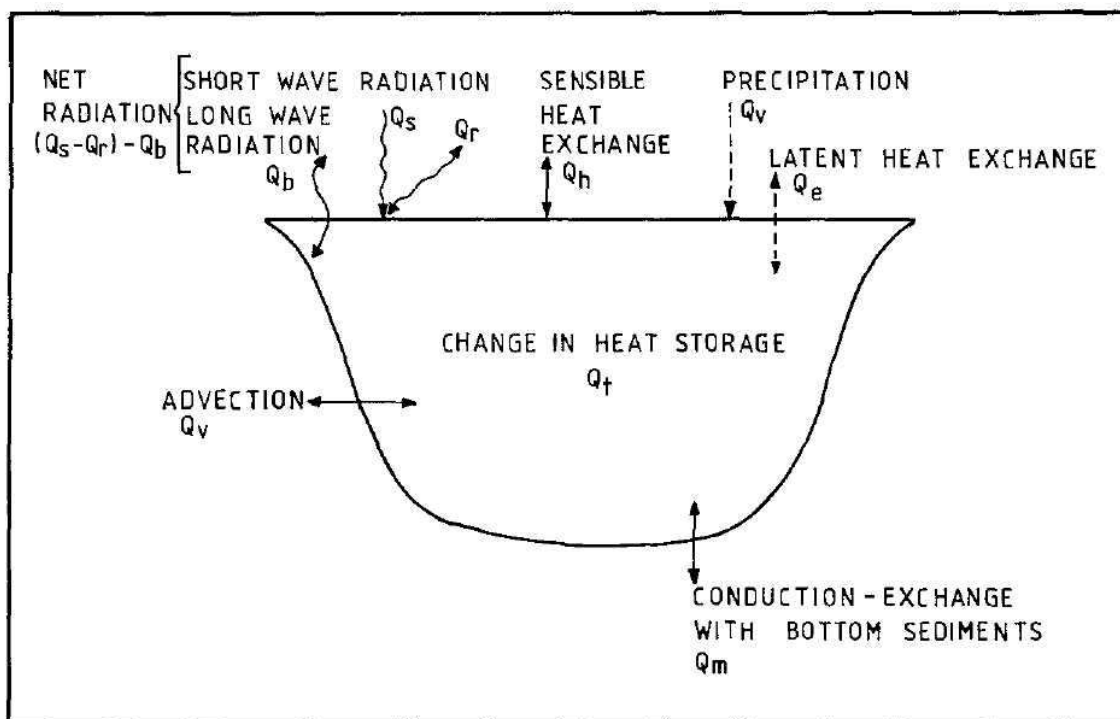 NET
RADIATION
(Qs-Qr)-Qb
SHORT WAVE RADIATION
LONG WAVE
RADIATION
Qb
Qs
Qr
SENSIBLE
HEAT
EXCHANGE
Qh
PRECIPITATION
Qv
LATENT HEAT EXCHANGE
Qe
CHANGE IN HEAT STORAGE
Qt
ADVECTION
Qv
CONDUCTION-EXCHANGE
WITH BOTTOM SEDIMENTS
Qm